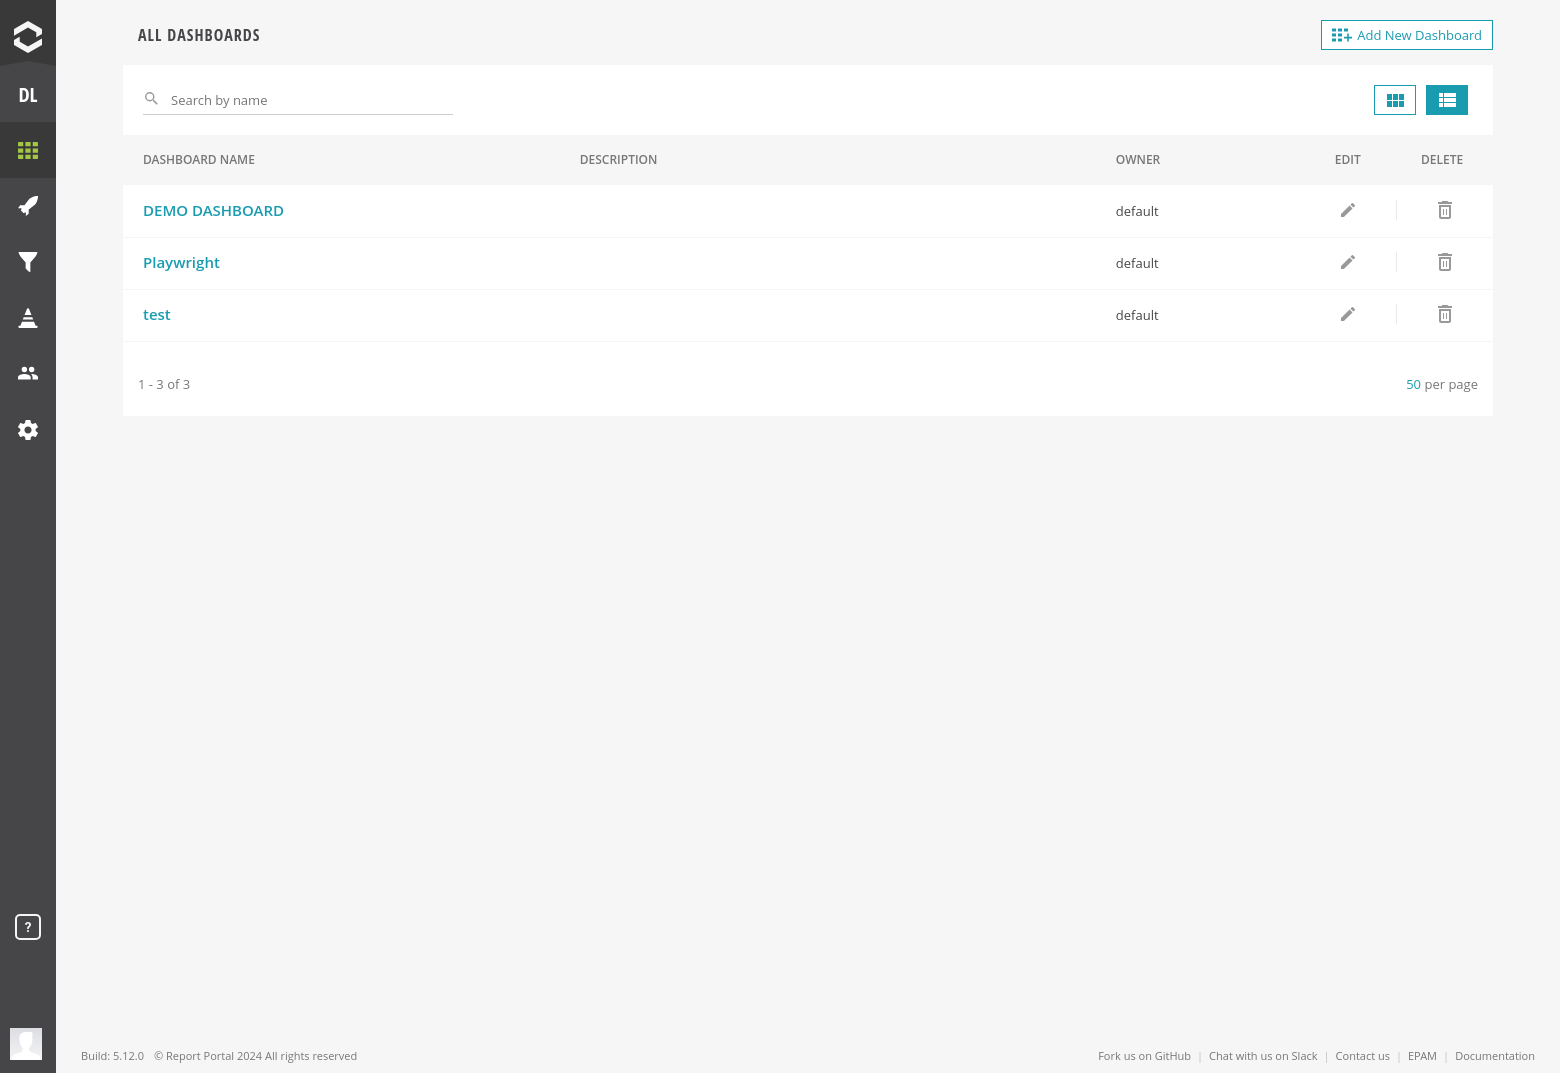 ALL DASHBOARDS
Add New Dashboard
DL
Search by name
DASHBOARD NAME DESCRIPTION OWNER EDIT DELETE
DEMO DASHBOARD default
Playwright default
test default
1 - 3 of 3 50 per page
?
Build: 5.12.0 © Report Portal 2024 All rights reserved Fork us on GitHub | Chat with us on Slack | Contact us | EPAM | Documentation